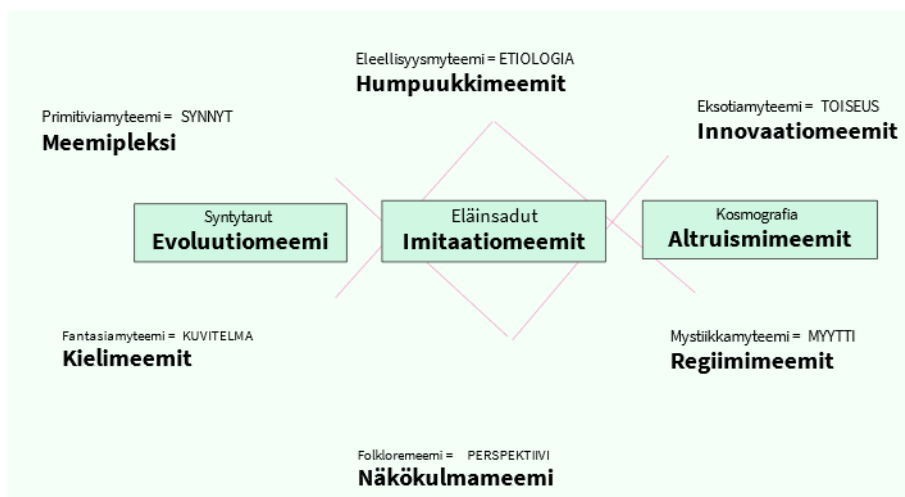 Eleellisyysmyteemi = ETIOLOGIA
Humpuukkimeemit
Primitiviamyteemi = SYNNYT
Meemipleksi
Eksotiamyteemi = TOISEUS
Innovaatiomeemit
Syntytarut
Evoluutiomeemi
Eläinsadut
Imitaatiomeemit
Kosmografia
Altruismimeemit
Fantasiamyteemi = KUVITELMA
Kielimeemit
Mystiikkamyteemi = MYYTTI
Regiimimeemit
Folkloremeemi = PERSPEKTIIVI
Näkökulmameemi